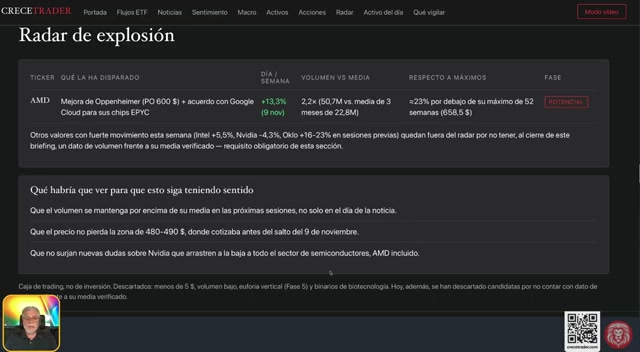 CRECETRADER Portada Flujos ETF Noticias Sentimiento Macro Activos Acciones Radar Activo del día Qué vigilar Modo vídeo
Radar de explosión
TICKER QUÉ LA HA DISPARADO DÍA / SEMANA VOLUMEN VS MEDIA RESPECTO A MÁXIMOS FASE
AMD Mejora de Oppenheimer (PO 600 $) + acuerdo con Google Cloud para sus chips EPYC +13,3% (9 nov) 2,2× (50,7M vs. media de 3 meses de 22,8M) ≈23% por debajo de su máximo de 52 semanas (658,5 $) POTENCIAL
Otros valores con fuerte movimiento esta semana (Intel +5,5%, Nvidia -4,3%, Oklo +16-23% en sesiones previas) quedan fuera del radar por no tener, al cierre de este
briefing, un dato de volumen frente a su media verificado — requisito obligatorio de esta sección.
Qué habría que ver para que esto siga teniendo sentido
Que el volumen se mantenga por encima de su media en las próximas sesiones, no solo en el día de la noticia.
Que el precio no pierda la zona de 480-490 $, donde cotizaba antes del salto del 9 de noviembre.
Que no surjan nuevas dudas sobre Nvidia que arrastren a la baja a todo el sector de semiconductores, AMD incluido.
Caja de trading, no de inversión. Descartados: menos de 5 $, volumen bajo, euforia vertical (Fase 5) y binarios de biotecnología. Hoy, además, se han descartado candidatas por no contar con dato de
e a su media verificado.
crecetrader.com